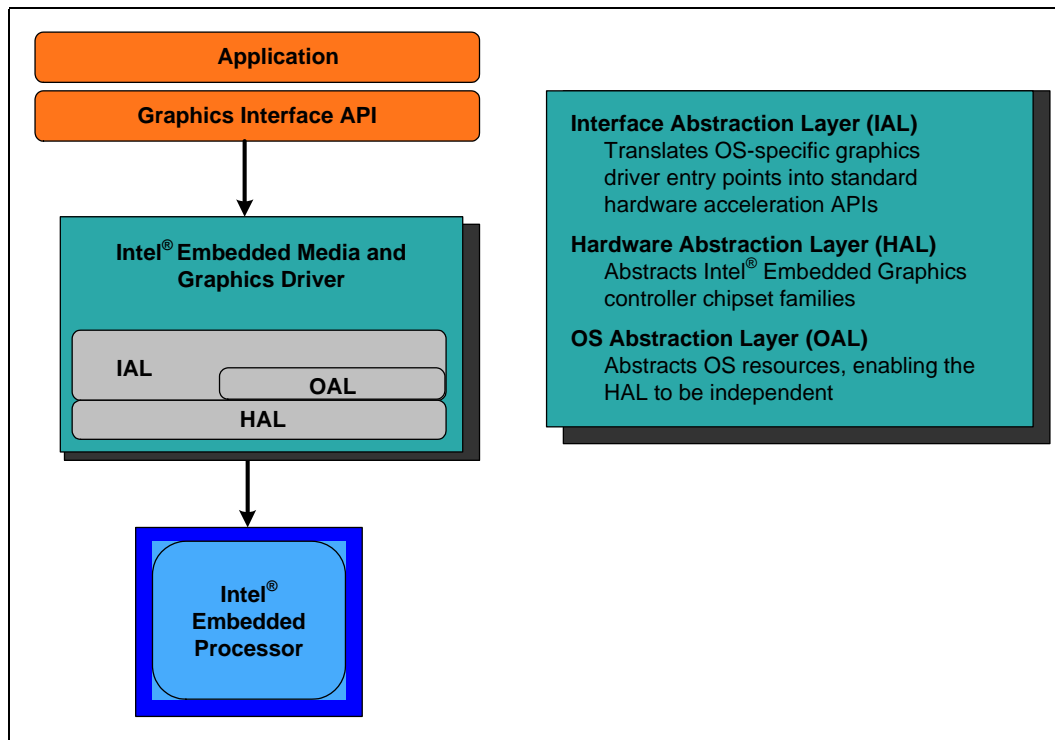 Application
Graphics Interface API
Intel® Embedded Media and
Graphics Driver
IAL
OAL
HAL
Intel®
Embedded
Processor
Interface Abstraction Layer (IAL)
Translates OS-specific graphics
driver entry points into standard
hardware acceleration APIs
Hardware Abstraction Layer (HAL)
Abstracts Intel® Embedded Graphics
controller chipset families
OS Abstraction Layer (OAL)
Abstracts OS resources, enabling the
HAL to be independent